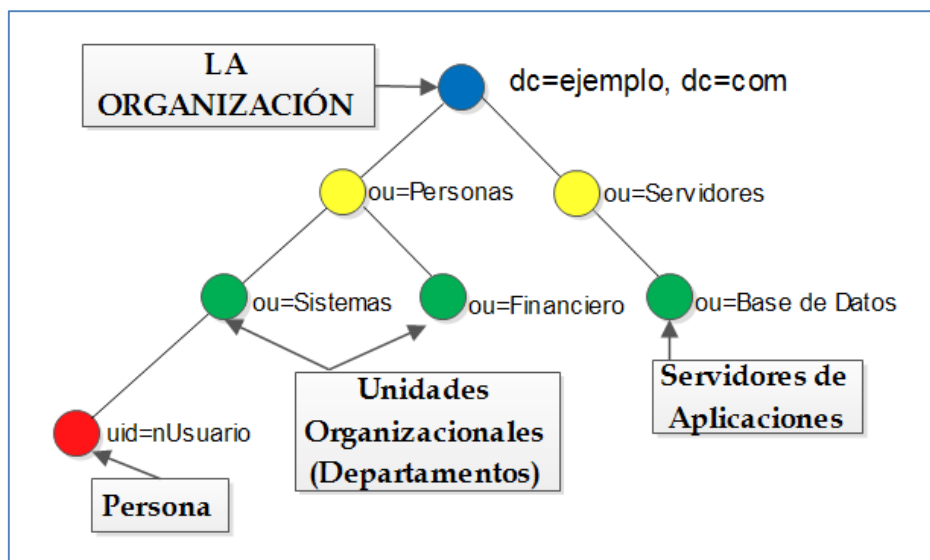 LA
ORGANIZACIÓN
dc=ejemplo, dc=com
ou=Personas
ou=Servidores
ou=Sistemas
ou=Financiero
ou=Base de Datos
Unidades
Organizacionales
(Departamentos)
Servidores de
Aplicaciones
uid=nUsuario
Persona